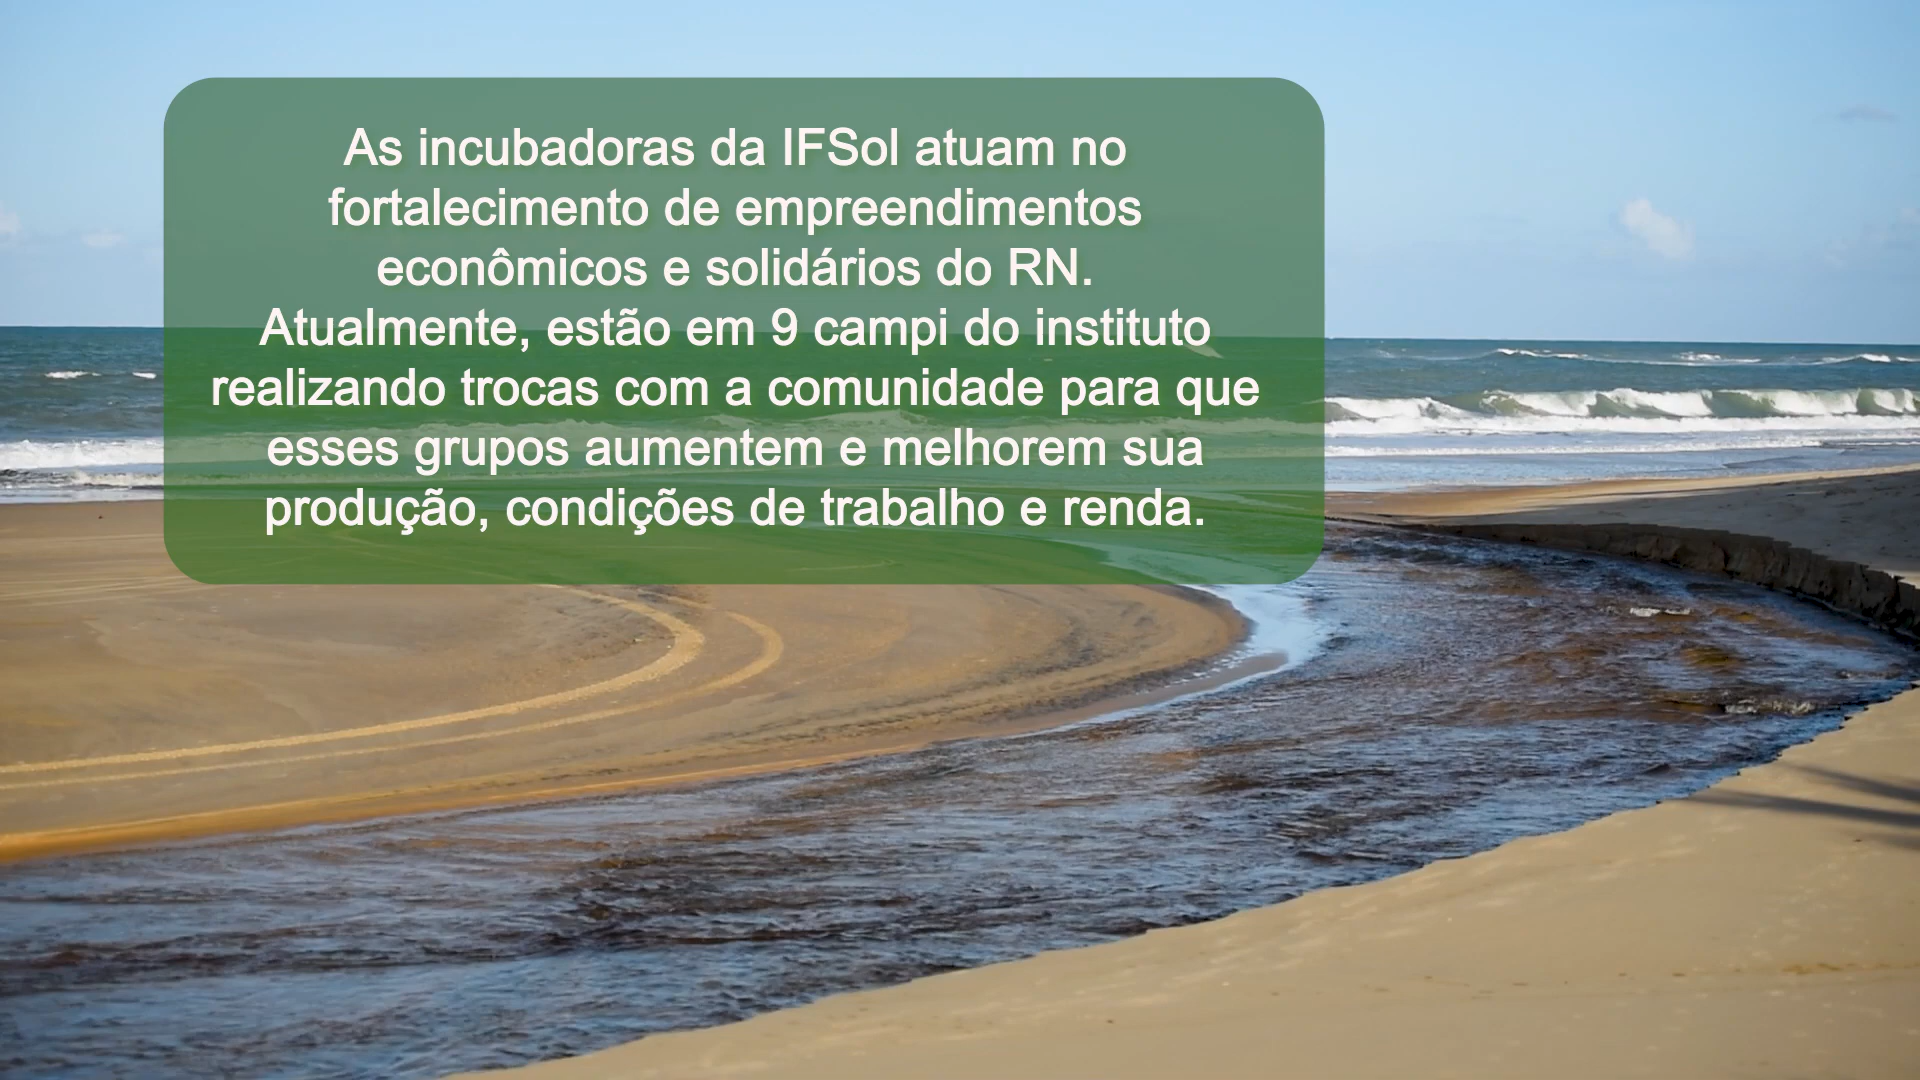 As incubadoras da IFSol atuam no
fortalecimento de empreendimentos
econômicos e solidários do RN.
Atualmente, estão em 9 campi do instituto
realizando trocas com a comunidade para que
esses grupos aumentem e melhorem sua
produção, condições de trabalho e renda.